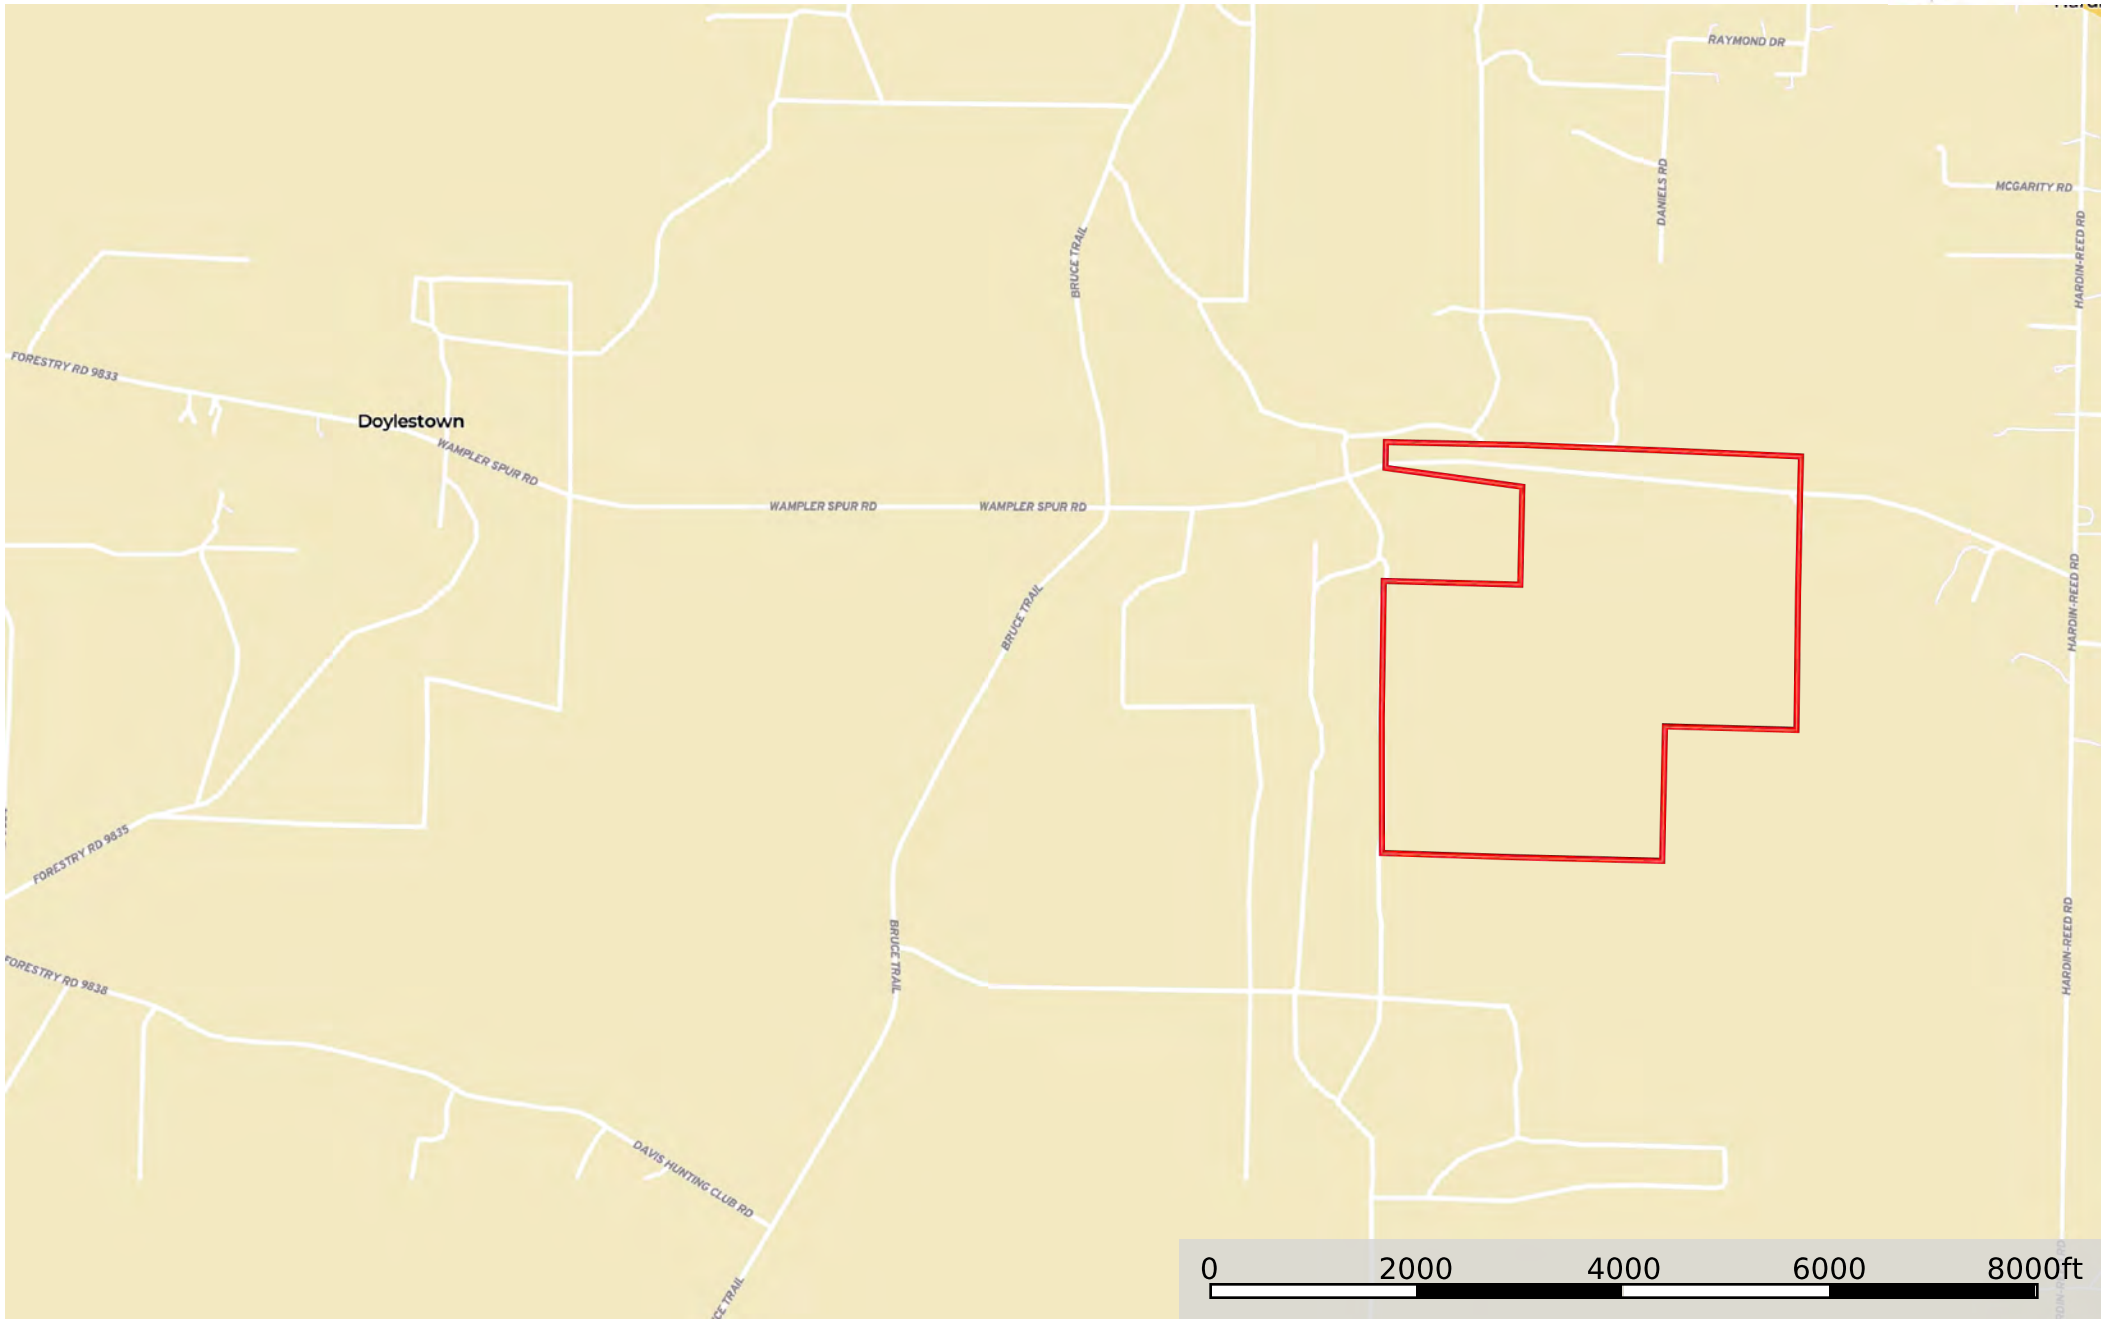 RAYMOND DR
DANIELS RD
MCGARITY RD
HARDIN-REED RD
BRUCE TRAIL
FORESTRY RD 9833
Doylestown
WAMPLER SPUR RD
WAMPLER SPUR RD
WAMPLER SPUR RD
BRUCE TRAIL
HARDIN-REED RD
FORESTRY RD 9835
BRUCE TRAIL
HARDIN-REED RD
FORESTRY RD 9838
DAVIS HUNTING CLUB RD
CE TRAIL
0 2000 4000 6000 8000ft